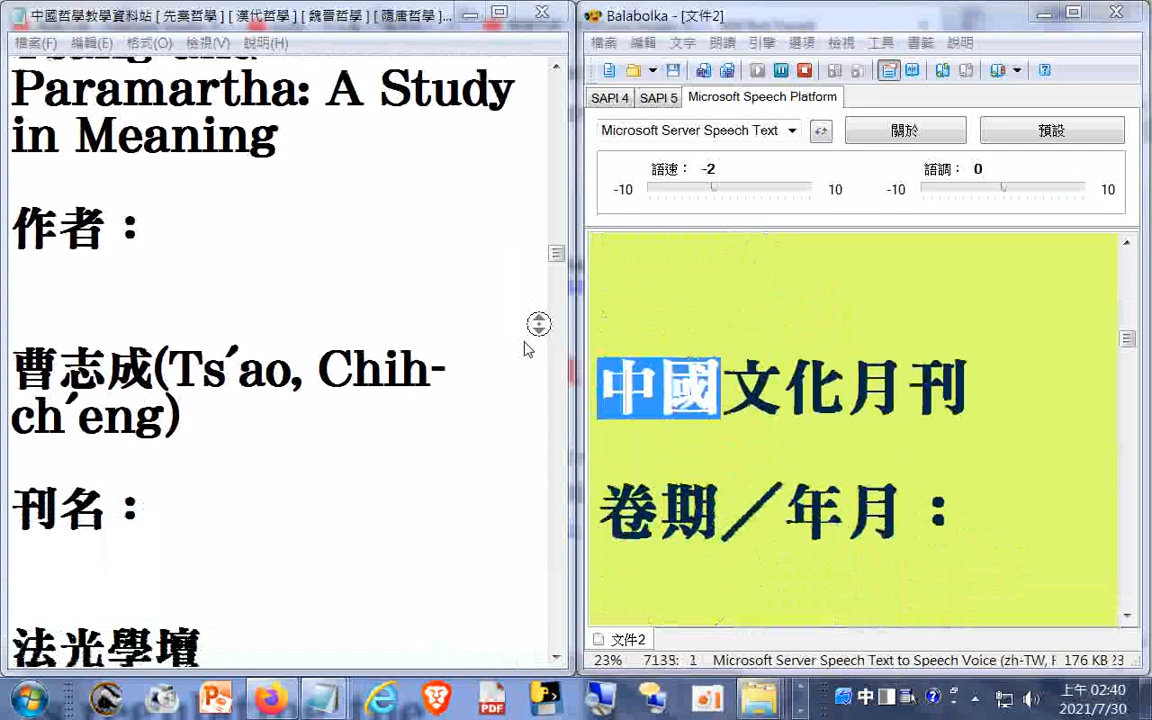 中國哲學教學資料站 [ 先秦哲學 ] [ 漢代哲學 ] [ 魏晉哲學 ] [ 隨唐哲學 ]...
檔案(F) 編輯(E) 格式(O) 檢視(V) 說明(H)
Paramartha: A Study
in Meaning
作者：
曹志成(Ts'ao, Chih-
ch'eng)
刊名：
法光學壇
Balabolka - [文件2]
檔案 編輯 文字 朗讀 引擎 選項 檢視 工具 書籤 說明
SAPI 4 SAPI 5 Microsoft Speech Platform
Microsoft Server Speech Text 關於 預設
語速： -2 語調： 0
-10 10 -10 10
中國文化月刊
卷期／年月：
文件2
23% 7135: 1 Microsoft Server Speech Text to Speech Voice (zh-TW, 176 KB
中
上午 02:40
2021/7/30